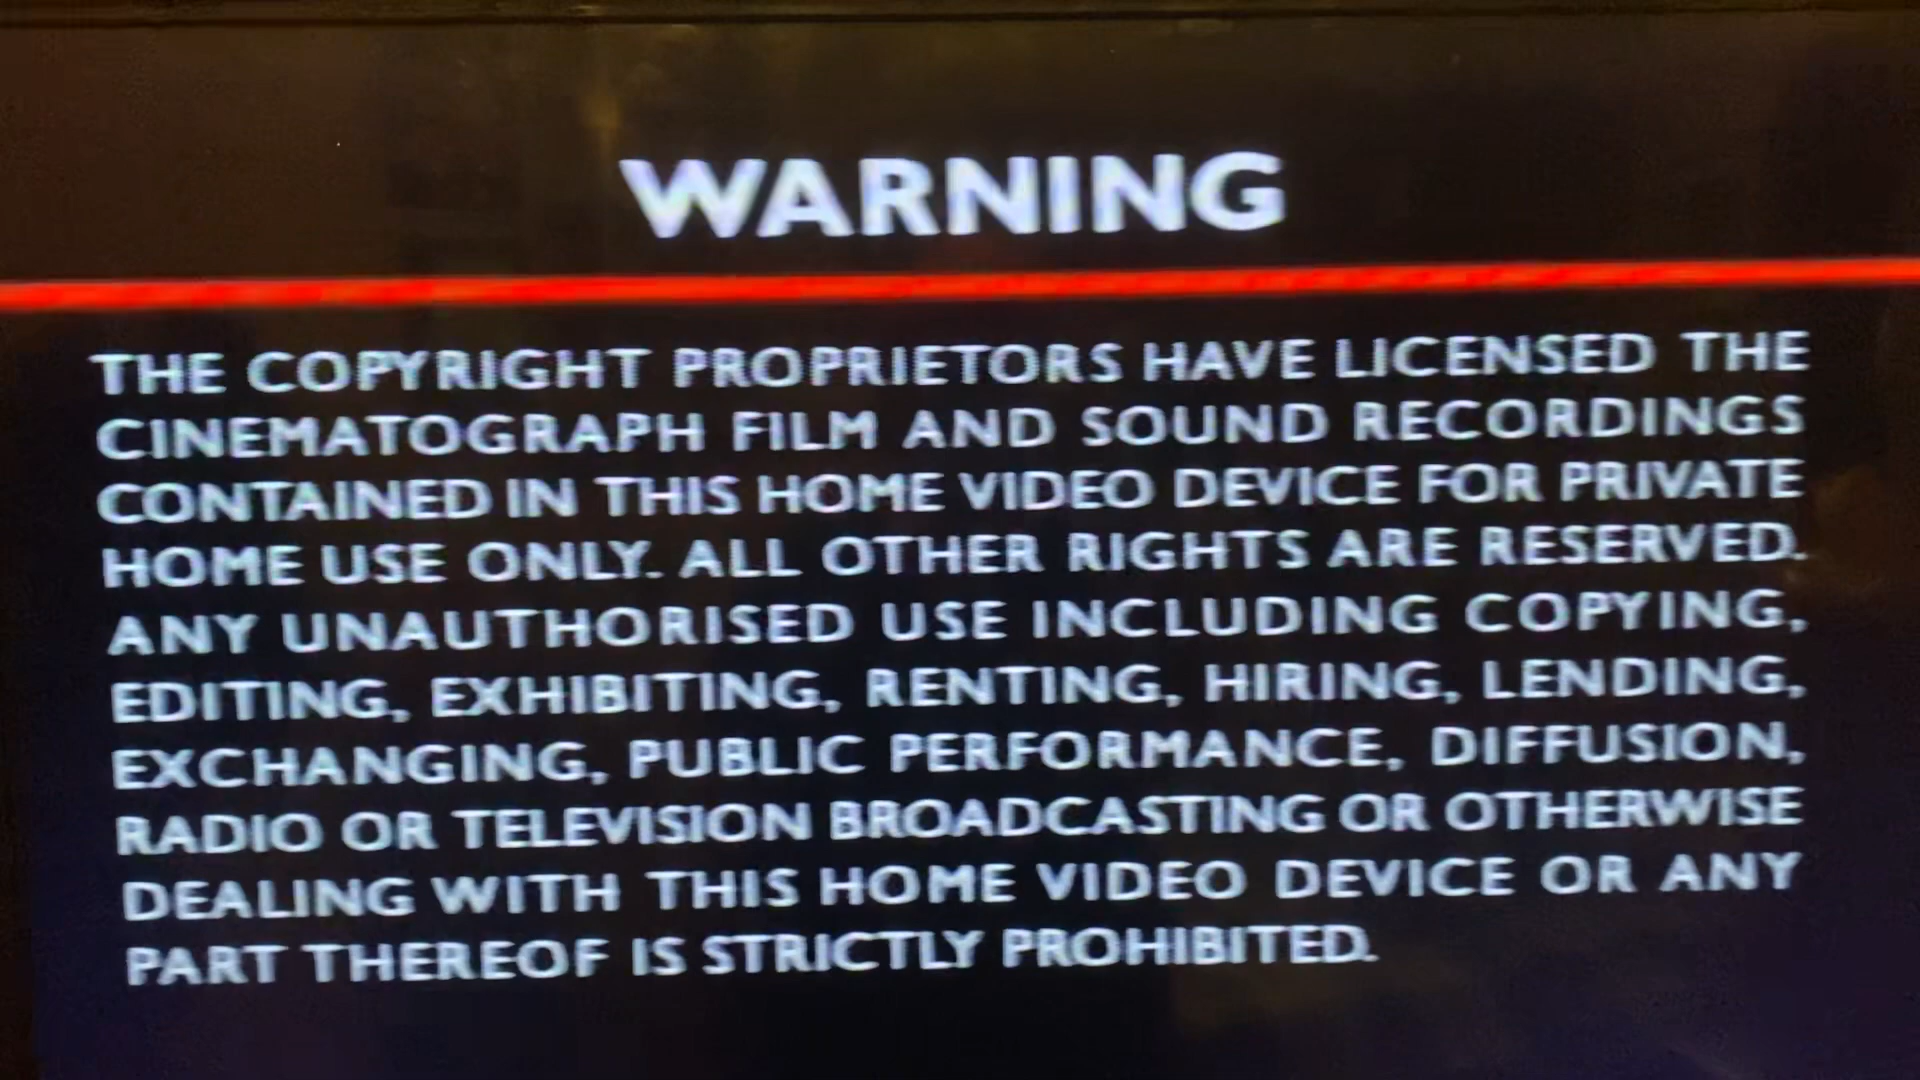 WARNING
THE COPYRIGHT PROPRIETORS HAVE LICENSED THE
CINEMATOGRAPH FILM AND SOUND RECORDINGS
CONTAINED IN THIS HOME VIDEO DEVICE FOR PRIVATE
HOME USE ONLY. ALL OTHER RIGHTS ARE RESERVED.
ANY UNAUTHORISED USE INCLUDING COPYING,
EDITING, EXHIBITING, RENTING, HIRING, LENDING,
EXCHANGING, PUBLIC PERFORMANCE, DIFFUSION,
RADIO OR TELEVISION BROADCASTING OR OTHERWISE
DEALING WITH THIS HOME VIDEO DEVICE OR ANY
PART THEREOF IS STRICTLY PROHIBITED.